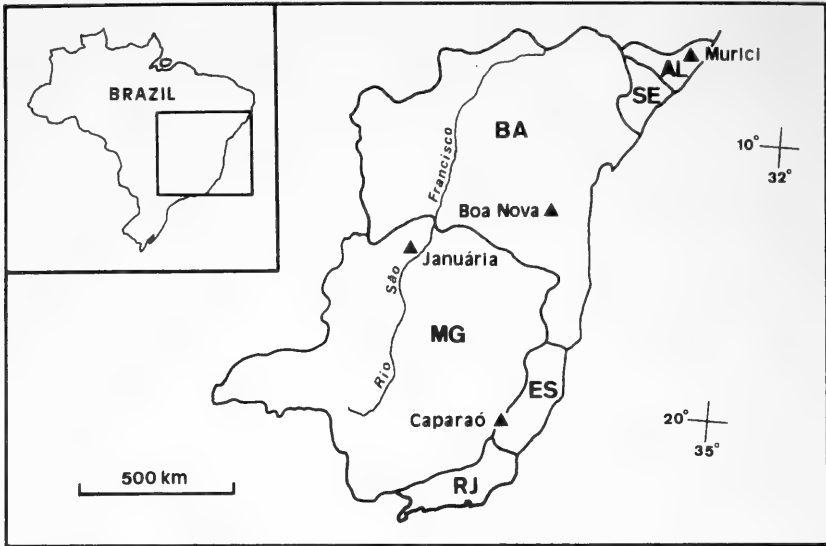 BRAZIL
Murici
AL
SE
BA
10°
32°
Francisco
Boa Nova
Januária
São
MG
Rio
ES
Caparaó
20°
35°
500 km
RJ